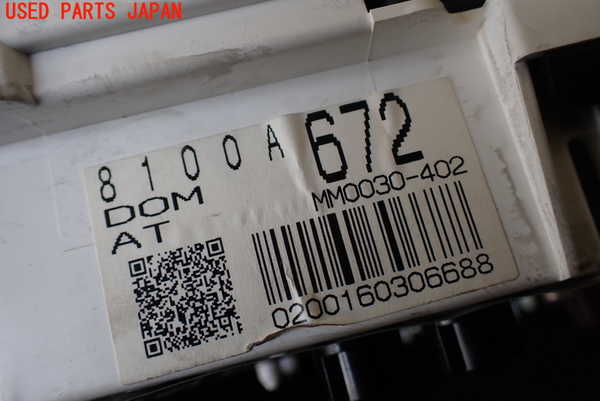 USED PARTS JAPAN
8100A672
DOM
MM0030-402
AT
0200160306688